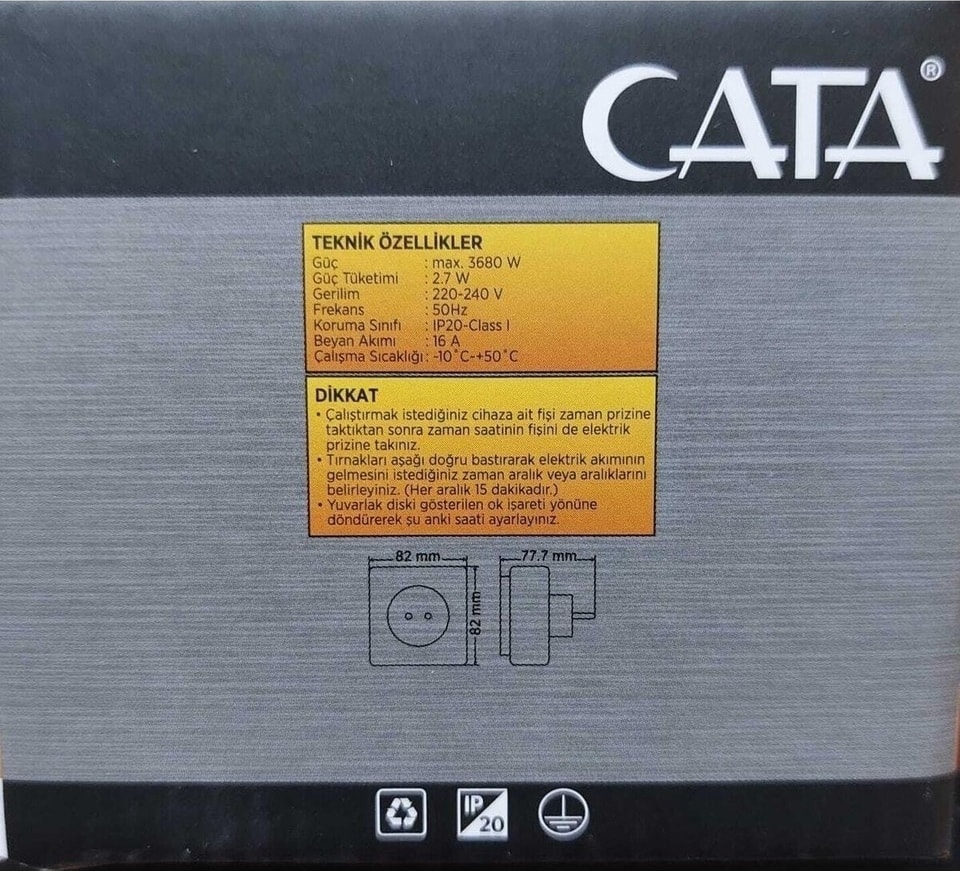 CATA®
TEKNİK ÖZELLİKLER
Güç : max. 3680 W
Güç Tüketimi : 2.7 W
Gerilim : 220-240 V
Frekans : 50Hz
Koruma Sınıfı : IP20-Class I
Beyan Akımı : 16 A
Çalışma Sıcaklığı : -10˚C-+50˚C
DİKKAT
• Çalıştırmak istediğiniz cihaza ait fişi zaman prizine
taktıktan sonra zaman saatinin fişini de elektrik
prizine takınız.
• Tırnakları aşağı doğru bastırarak elektrik akımının
gelmesini istediğiniz zaman aralık veya aralıklarını
belirleyiniz. (Her aralık 15 dakikadır.)
• Yuvarlak diski gösterilen ok işareti yönüne
döndürerek şu anki saati ayarlayınız.
82 mm
77.7 mm
82 mm
IP
20